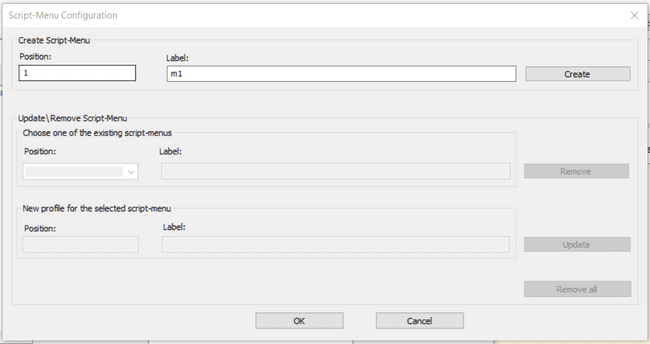 Script-Menu Configuration
Create Script-Menu
Position: Label:
1 m1 Create
Update\Remove Script-Menu
Choose one of the existing script-menus
Position: Label:
Remove
New profile for the selected script-menu
Position: Label:
Update
Remove all
OK Cancel